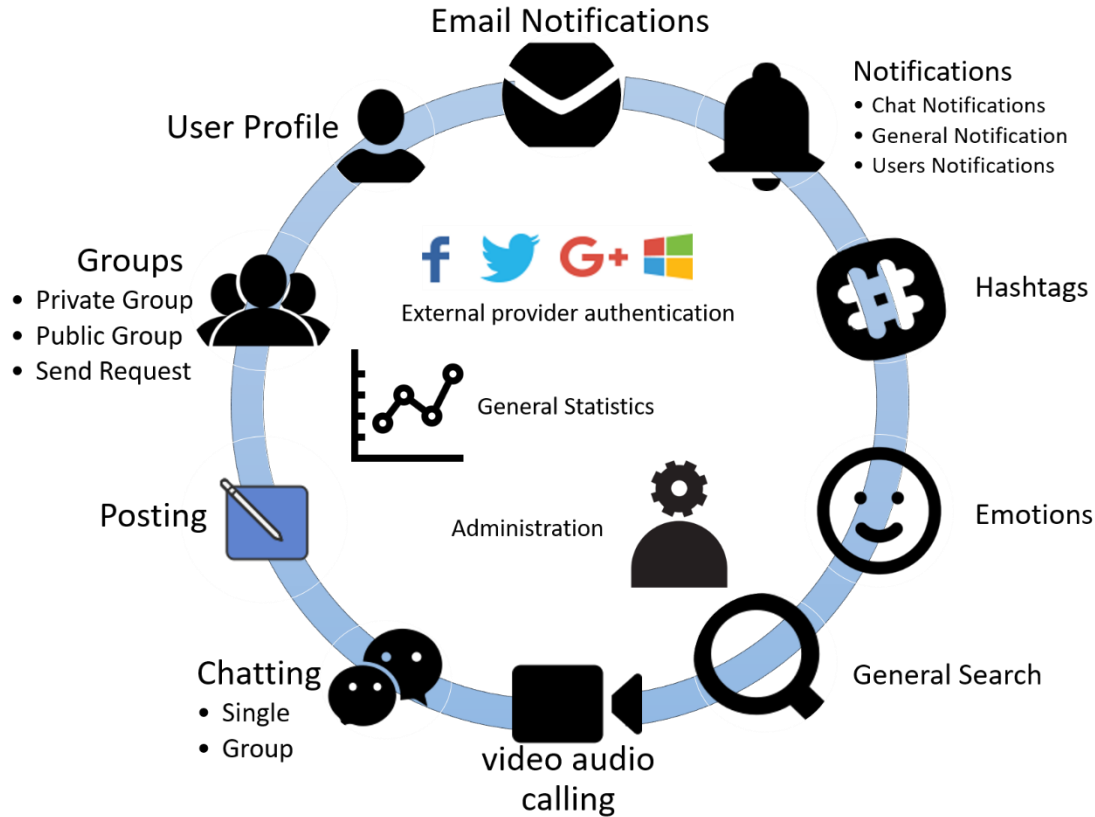 Email Notifications
Notifications
• Chat Notifications
• General Notification
• Users Notifications
User Profile
f G+
External provider authentication
Groups
• Private Group
• Public Group
• Send Request
#
Hashtags
General Statistics
Posting
Administration
Emotions
Chatting
• Single
• Group
General Search
video audio
calling